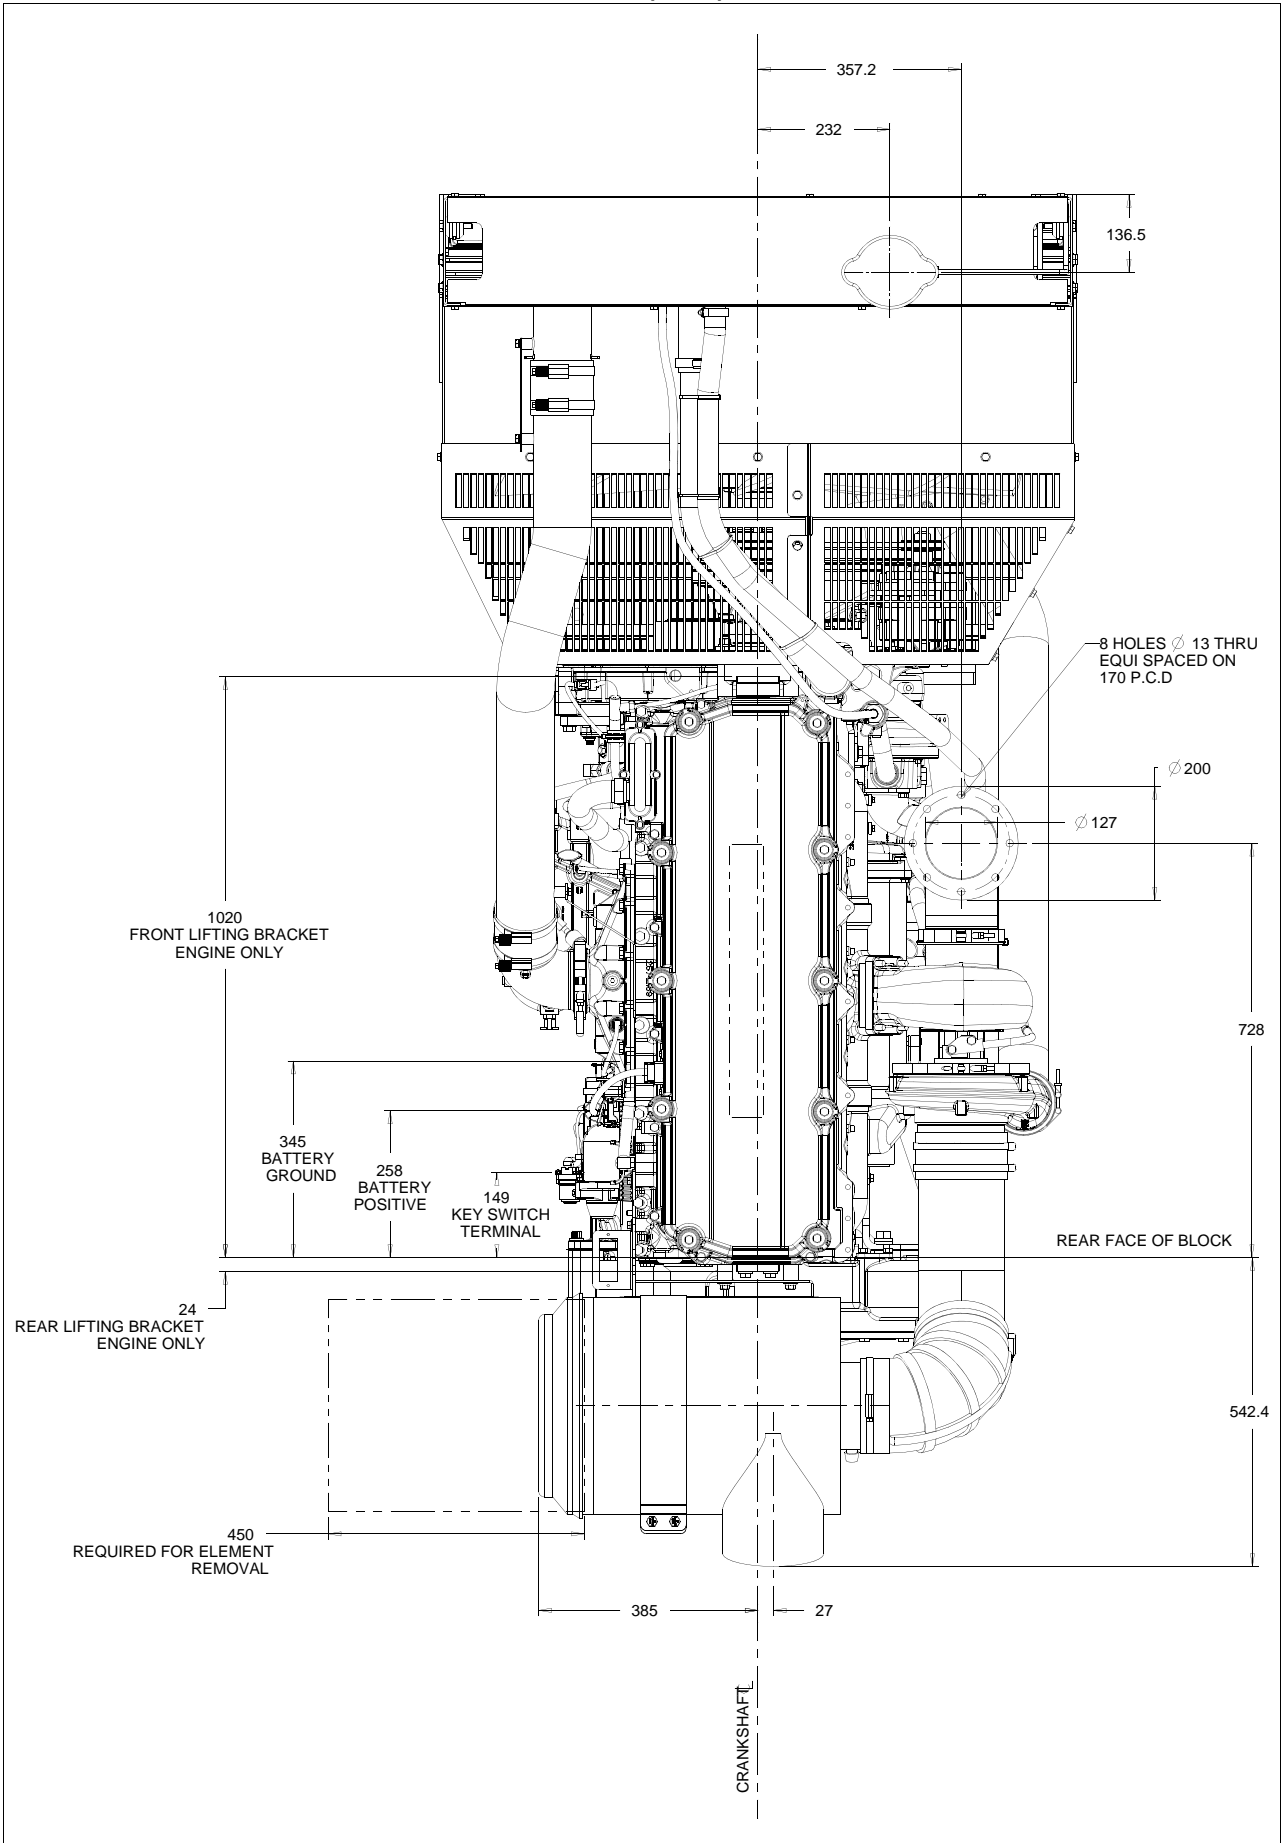 357.2
232
136.5
8 HOLES ∅ 13 THRU
EQUI SPACED ON
170 P.C.D
∅ 200
∅ 127
1020
FRONT LIFTING BRACKET
ENGINE ONLY
728
345
BATTERY
GROUND
258
BATTERY
POSITIVE
149
KEY SWITCH
TERMINAL
REAR FACE OF BLOCK
24
REAR LIFTING BRACKET
ENGINE ONLY
542.4
450
REQUIRED FOR ELEMENT
REMOVAL
385
27
CRANKSHAFT